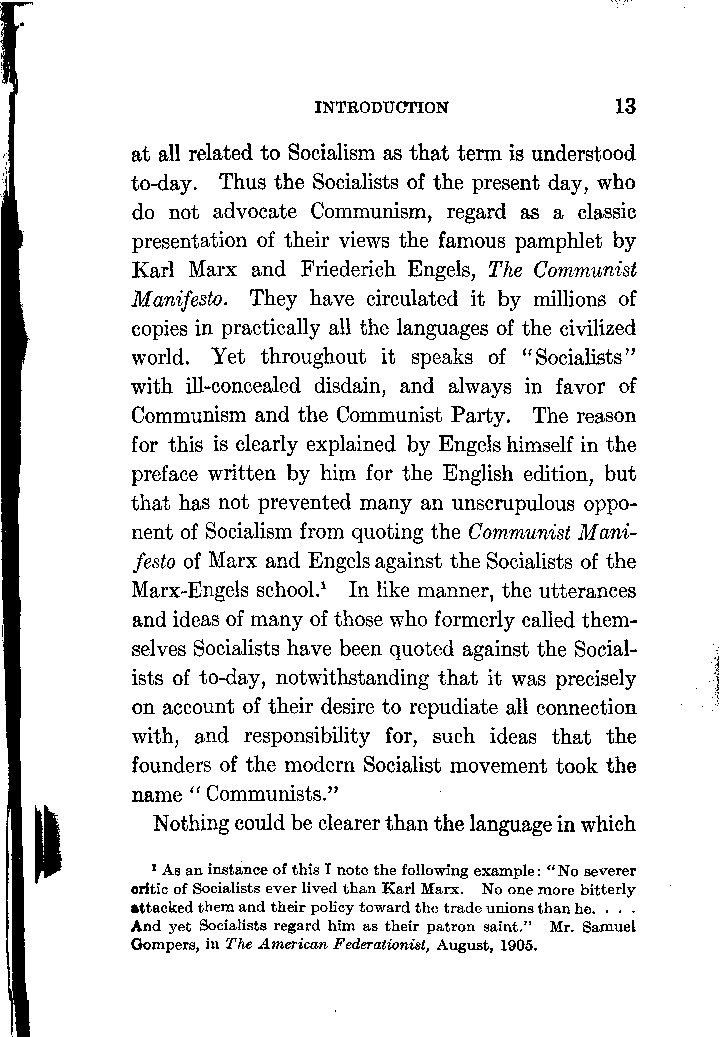 INTRODUCTION 13
at all related to Socialism as that term is understood
to-day. Thus the Socialists of the present day, who
do not advocate Communism, regard as a classic
presentation of their views the famous pamphlet by
Karl Marx and Friederich Engels, The Communist
Manifesto. They have circulated it by millions of
copies in practically all the languages of the civilized
world. Yet throughout it speaks of "Socialists"
with ill-concealed disdain, and always in favor of
Communism and the Communist Party. The reason
for this is clearly explained by Engels himself in the
preface written by him for the English edition, but
that has not prevented many an unscrupulous oppo-
nent of Socialism from quoting the Communist Mani-
festo of Marx and Engels against the Socialists of the
Marx-Engels school.¹ In like manner, the utterances
and ideas of many of those who formerly called them-
selves Socialists have been quoted against the Social-
ists of to-day, notwithstanding that it was precisely
on account of their desire to repudiate all connection
with, and responsibility for, such ideas that the
founders of the modern Socialist movement took the
name "Communists."
Nothing could be clearer than the language in which
¹ As an instance of this I note the following example: "No severer
critic of Socialists ever lived than Karl Marx. No one more bitterly
attacked them and their policy toward the trade unions than he. . . .
And yet Socialists regard him as their patron saint." Mr. Samuel
Gompers, in The American Federationist, August, 1905.